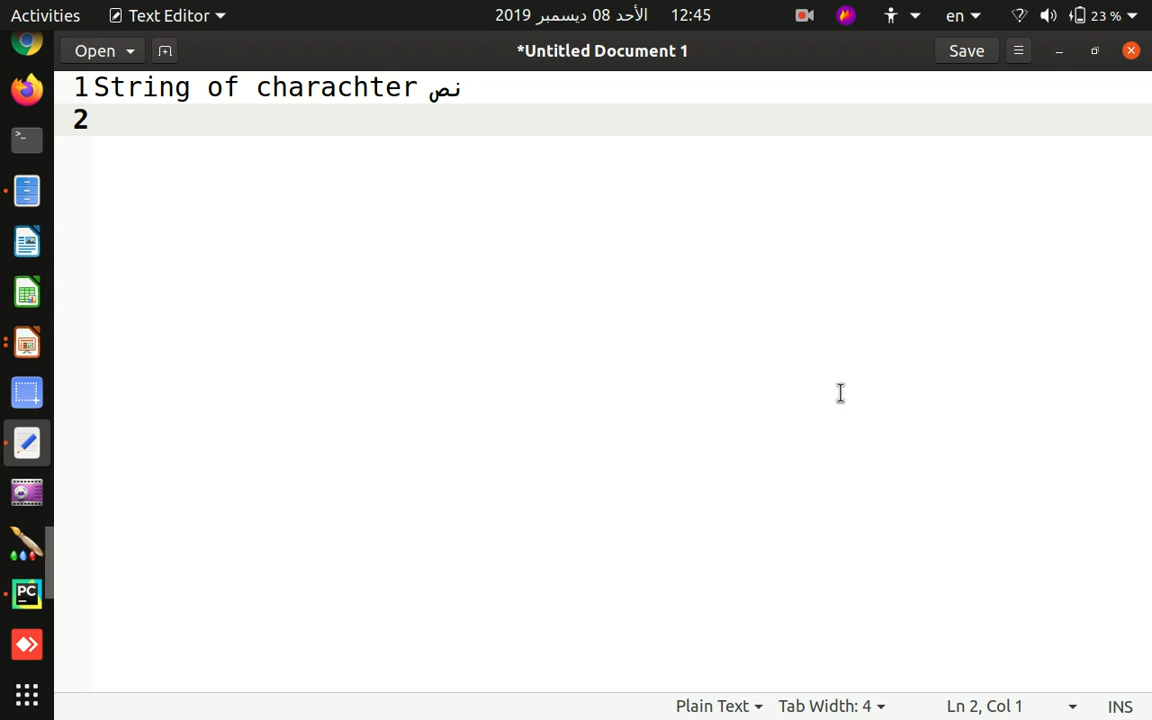 Activities Text Editor الأحد 08 ديسمبر 2019 12:45 en 23 %
Open *Untitled Document 1 Save
1 String of charachter نص
2
PC
Plain Text Tab Width: 4 Ln 2, Col 1 INS